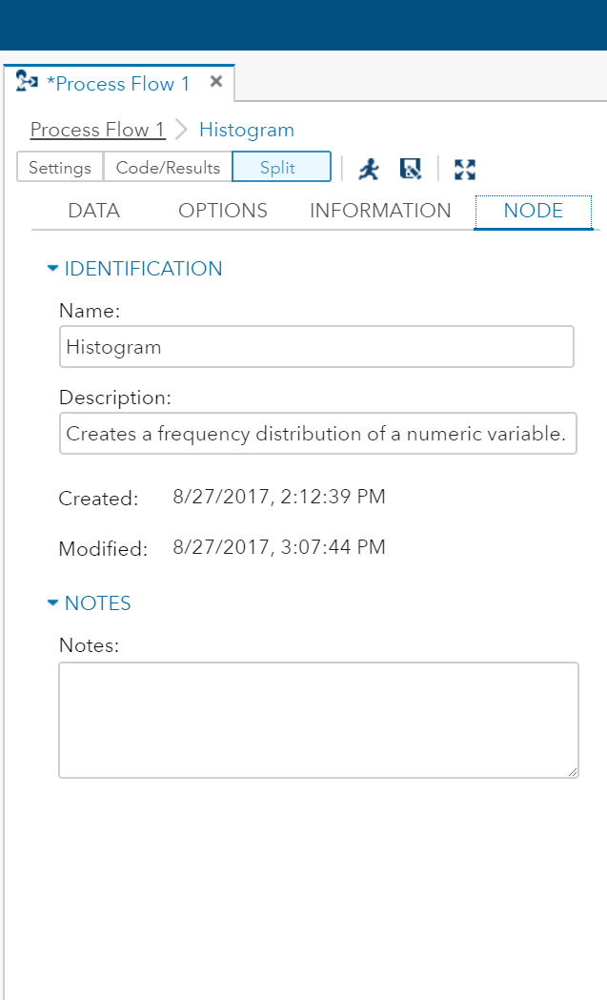 *Process Flow 1
Process Flow 1 Histogram
Settings Code/Results Split
DATA OPTIONS INFORMATION NODE
IDENTIFICATION
Name:
Histogram
Description:
Creates a frequency distribution of a numeric variable.
Created: 8/27/2017, 2:12:39 PM
Modified: 8/27/2017, 3:07:44 PM
NOTES
Notes: